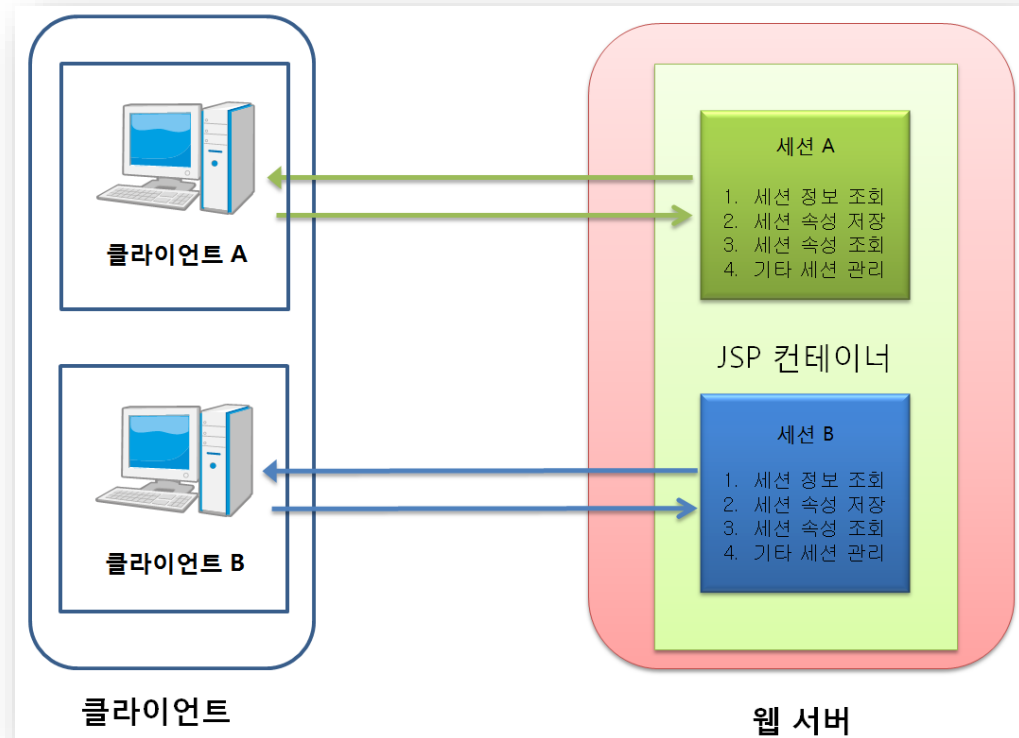 클라이언트 A
클라이언트 B
클라이언트
세션 A
1. 세션 정보 조회
2. 세션 속성 저장
3. 세션 속성 조회
4. 기타 세션 관리
JSP 컨테이너
세션 B
1. 세션 정보 조회
2. 세션 속성 저장
3. 세션 속성 조회
4. 기타 세션 관리
웹 서버